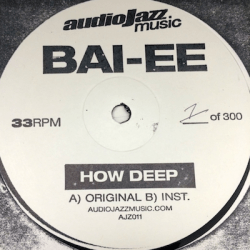 audioJazz
music
BAI-EE
33RPM
1 of 300
HOW DEEP
A) ORIGINAL B) INST.
AUDIOJAZZMUSIC.COM
AJZ011